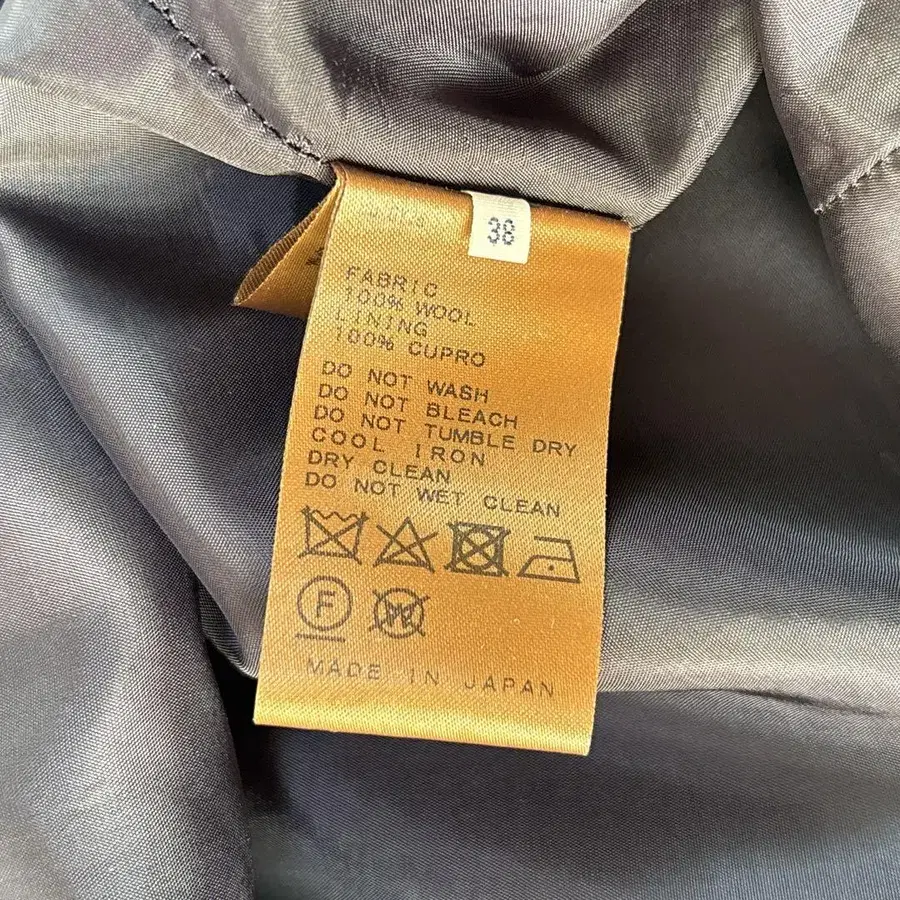 38
FABRIC
100% WOOL
LINING
100% CUPRO
DO NOT WASH
DO NOT BLEACH
DO NOT TUMBLE DRY
COOL IRON
DRY CLEAN
DO NOT WET CLEAN
F W
MADE IN JAPAN